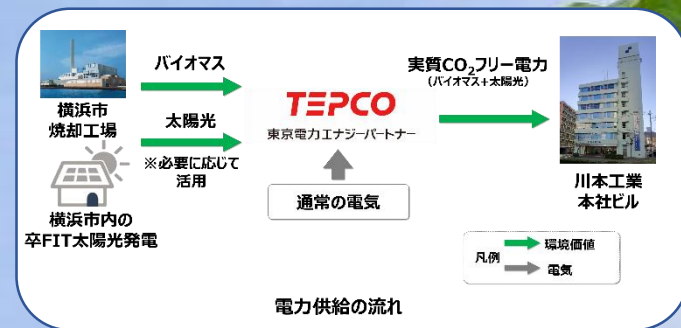 バイオマス
横浜市
焼却工場
太陽光
※必要に応じて
活用
横浜市内の
卒FIT太陽光発電
TEPCO
東京電力エナジーパートナー
通常の電気
実質CO₂フリー電力
(バイオマス+太陽光)
川本工業
本社ビル
凡例
環境価値
電気
電力供給の流れ